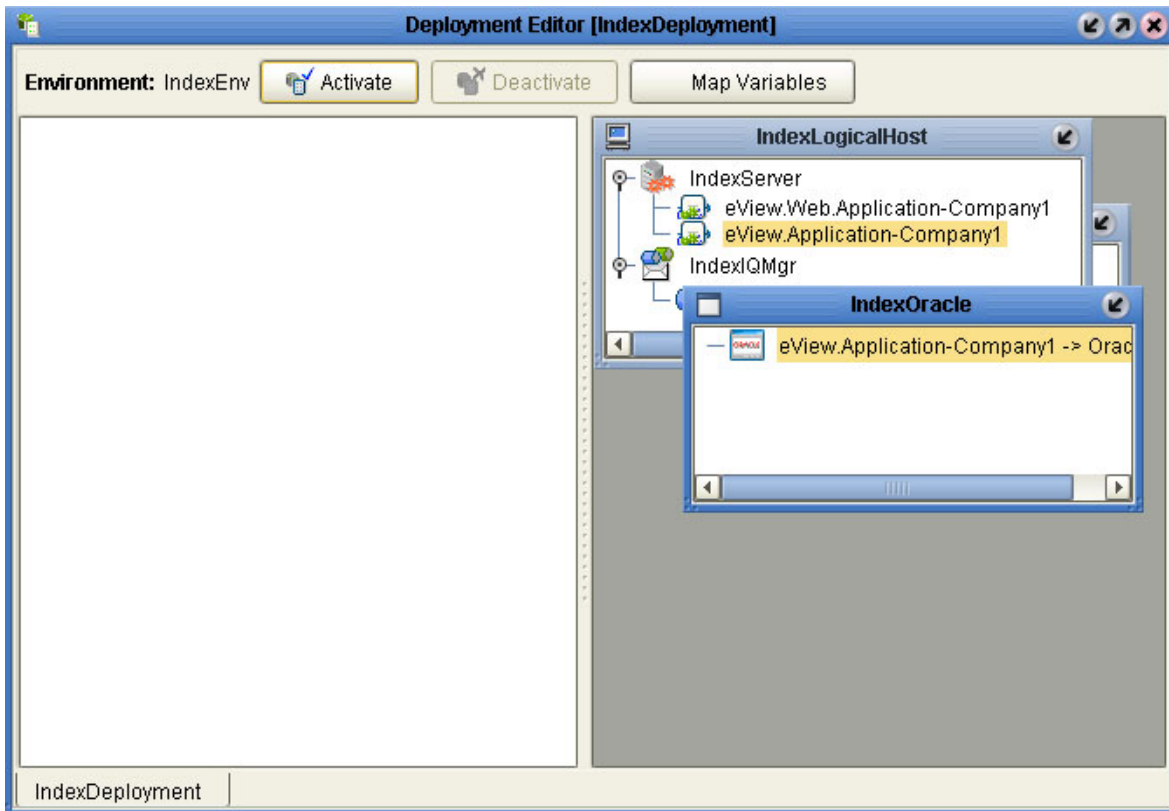 Deployment Editor [IndexDeployment]
Environment: IndexEnv Activate Deactivate Map Variables
IndexLogicalHost
IndexServer
eView.Web.Application-Company1
eView.Application-Company1
IndexIQMgr
IndexOracle
ORACLE eView.Application-Company1 -> Orac
IndexDeployment